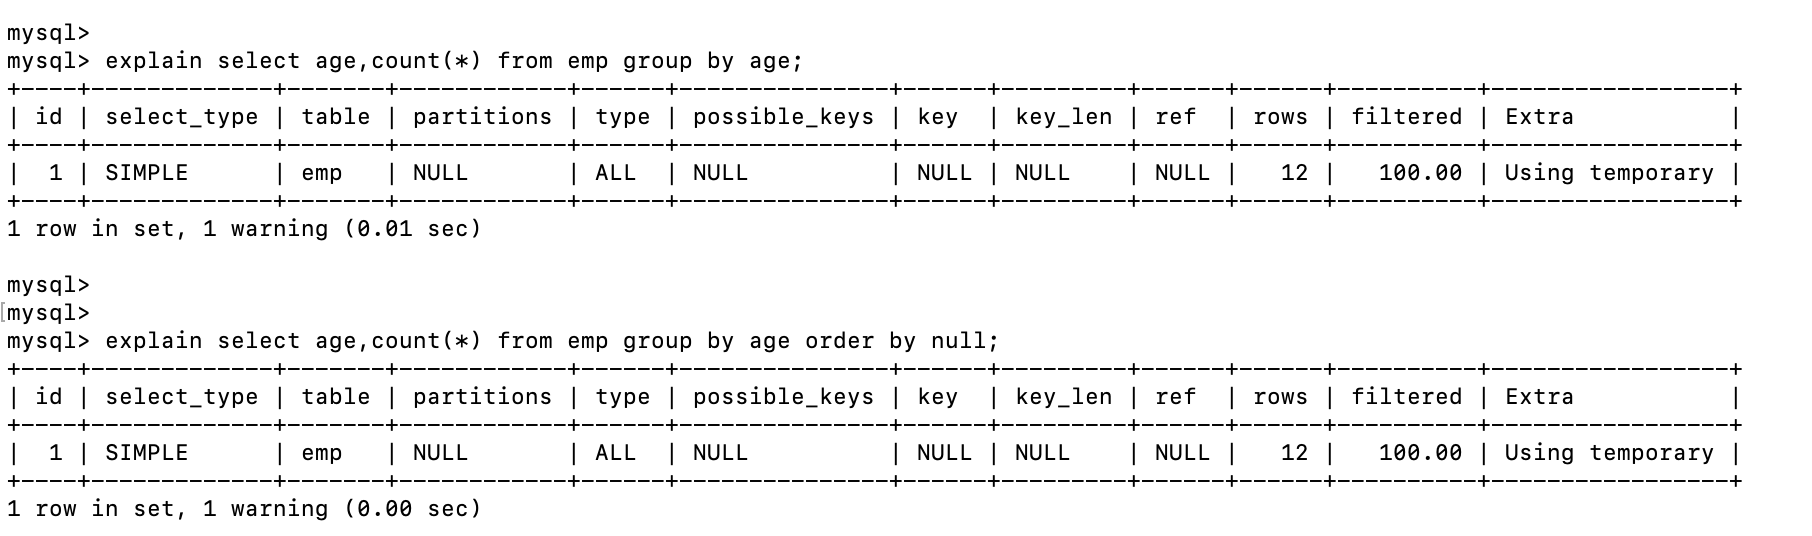 mysql>
mysql> explain select age,count(*) from emp group by age;
+----+-------------+-------+------------+------+---------------+------+---------+------+------+----------+-----------------+
| id | select_type | table | partitions | type | possible_keys | key  | key_len | ref  | rows | filtered | Extra           |
+----+-------------+-------+------------+------+---------------+------+---------+------+------+----------+-----------------+
|  1 | SIMPLE      | emp   | NULL       | ALL  | NULL          | NULL | NULL    | NULL |   12 |   100.00 | Using temporary |
+----+-------------+-------+------------+------+---------------+------+---------+------+------+----------+-----------------+
1 row in set, 1 warning (0.01 sec)
mysql>
[mysql>
mysql> explain select age,count(*) from emp group by age order by null;
+----+-------------+-------+------------+------+---------------+------+---------+------+------+----------+-----------------+
| id | select_type | table | partitions | type | possible_keys | key  | key_len | ref  | rows | filtered | Extra           |
+----+-------------+-------+------------+------+---------------+------+---------+------+------+----------+-----------------+
|  1 | SIMPLE      | emp   | NULL       | ALL  | NULL          | NULL | NULL    | NULL |   12 |   100.00 | Using temporary |
+----+-------------+-------+------------+------+---------------+------+---------+------+------+----------+-----------------+
1 row in set, 1 warning (0.00 sec)